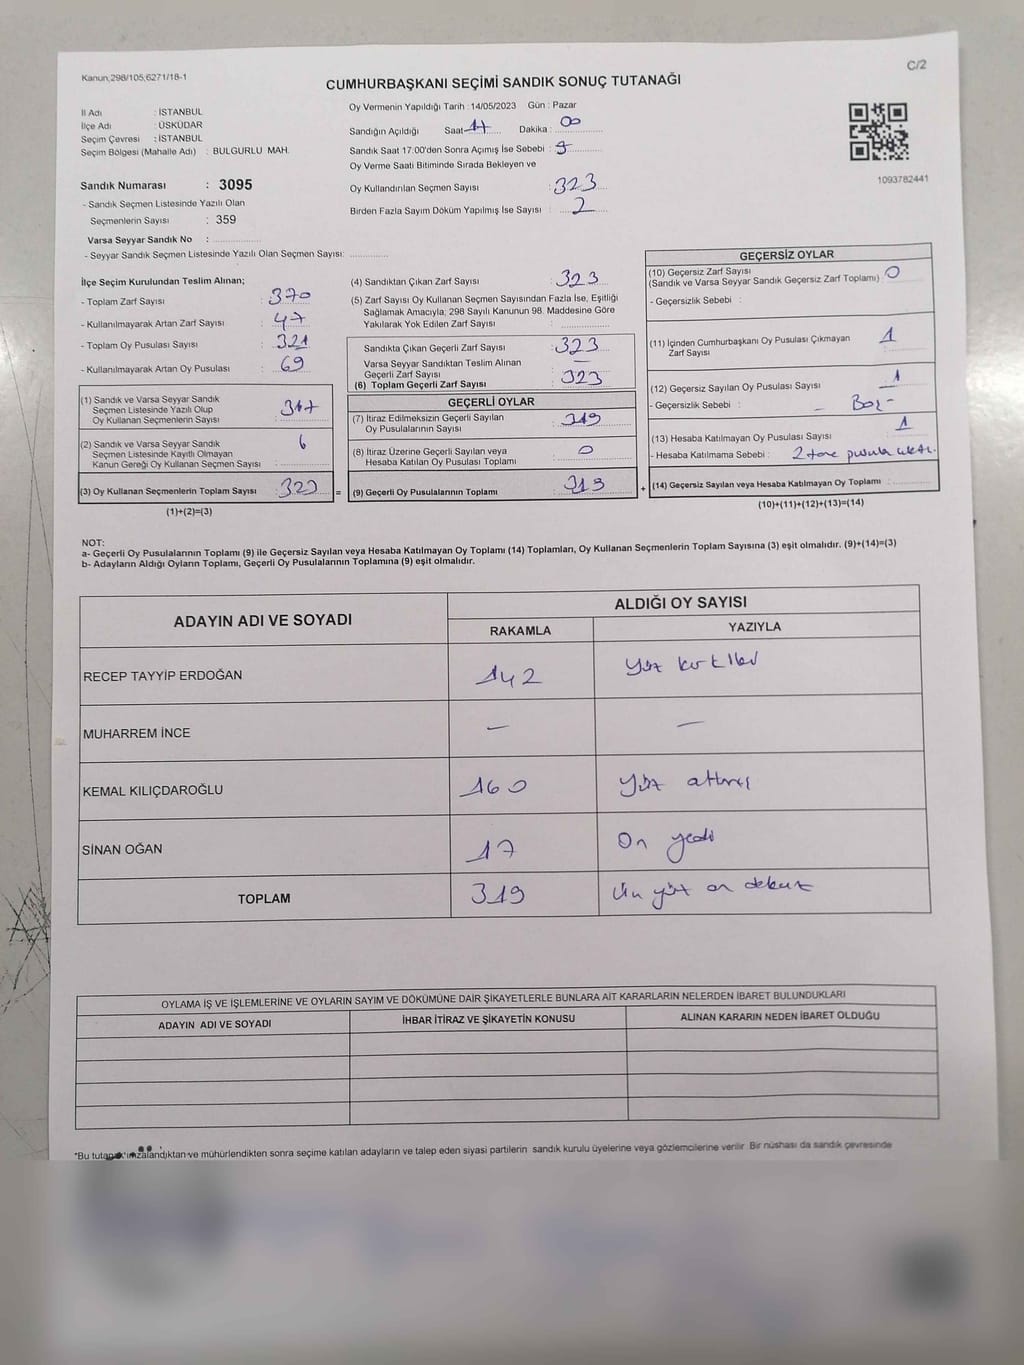 Kanun;298/105;6271/18-1
C/2
CUMHURBAŞKANI SEÇİMİ SANDIK SONUÇ TUTANAĞI
İl Adı : İSTANBUL
İlçe Adı : ÜSKÜDAR
Seçim Çevresi : İSTANBUL
Seçim Bölgesi (Mahalle Adı) : BULGURLU MAH.
Sandık Numarası : 3095
- Sandık Seçmen Listesinde Yazılı Olan
Seçmenlerin Sayısı : 359
Varsa Seyyar Sandık No :
- Seyyar Sandık Seçmen Listesinde Yazılı Olan Seçmen Sayısı:
Oy Vermenin Yapıldığı Tarih :14/05/2023 Gün : Pazar
Sandığın Açıldığı Saat 17 Dakika : 00
Sandık Saat 17:00'den Sonra Açımış İse Sebebi :
Oy Verme Saati Bitiminde Sırada Bekleyen ve
Oy Kullandırılan Seçmen Sayısı : 323
Birden Fazla Sayım Döküm Yapılmış İse Sayısı : 2
1093782441
İlçe Seçim Kurulundan Teslim Alınan;
- Toplam Zarf Sayısı : 370
- Kullanılmayarak Artan Zarf Sayısı : 47
- Toplam Oy Pusulası Sayısı : 321
- Kullanılmayarak Artan Oy Pusulası : 69
(1) Sandık ve Varsa Seyyar Sandık
Seçmen Listesinde Yazılı Olup
Oy Kullanan Seçmenlerin Sayısı : 317
(2) Sandık ve Varsa Seyyar Sandık
Seçmen Listesinde Kayıtlı Olmayan
Kanun Gereği Oy Kullanan Seçmen Sayısı : 6
(3) Oy Kullanan Seçmenlerin Toplam Sayısı : 323
(1)+(2)=(3)
=
(4) Sandıktan Çıkan Zarf Sayısı : 323
(5) Zarf Sayısı Oy Kullanan Seçmen Sayısından Fazla İse, Eşitliği
Sağlamak Amacıyla; 298 Sayılı Kanunun 98. Maddesine Göre
Yakılarak Yok Edilen Zarf Sayısı :
Sandıkta Çıkan Geçerli Zarf Sayısı : 323
Varsa Seyyar Sandıktan Teslim Alınan
Geçerli Zarf Sayısı : —
(6) Toplam Geçerli Zarf Sayısı : 323
GEÇERLİ OYLAR
(7) İtiraz Edilmeksizin Geçerli Sayılan
Oy Pusulalarının Sayısı : 319
(8) İtiraz Üzerine Geçerli Sayılan veya
Hesaba Katılan Oy Pusulası Toplamı : 0
(9) Geçerli Oy Pusulalarının Toplamı : 319
+
GEÇERSİZ OYLAR
(10) Geçersiz Zarf Sayısı
(Sandık ve Varsa Seyyar Sandık Geçersiz Zarf Toplamı) : 0
- Geçersizlik Sebebi :
(11) İçinden Cumhurbaşkanı Oy Pusulası Çıkmayan
Zarf Sayısı : 1
(12) Geçersiz Sayılan Oy Pusulası Sayısı : 1
- Geçersizlik Sebebi : - Boş -
(13) Hesaba Katılmayan Oy Pusulası Sayısı : 1
- Hesaba Katılmama Sebebi : 2 tane pusula
(14) Geçersiz Sayılan veya Hesaba Katılmayan Oy Toplamı :
(10)+(11)+(12)+(13)=(14)
NOT:
a- Geçerli Oy Pusulalarının Toplamı (9) ile Geçersiz Sayılan veya Hesaba Katılmayan Oy Toplamı (14) Toplamları, Oy Kullanan Seçmenlerin Toplam Sayısına (3) eşit olmalıdır. (9)+(14)=(3)
b- Adayların Aldığı Oyların Toplamı, Geçerli Oy Pusulalarının Toplamına (9) eşit olmalıdır.
ADAYIN ADI VE SOYADI
ALDIĞI OY SAYISI
RAKAMLA YAZIYLA
RECEP TAYYİP ERDOĞAN 142 Yüz kırk iki
MUHARREM İNCE — —
KEMAL KILIÇDAROĞLU 160 Yüz altmış
SİNAN OĞAN 17 On yedi
TOPLAM 319 Üç yüz on dokuz
OYLAMA İŞ VE İŞLEMLERİNE VE OYLARIN SAYIM VE DÖKÜMÜNE DAİR ŞİKAYETLERLE BUNLARA AİT KARARLARIN NELERDEN İBARET BULUNDUKLARI
ADAYIN ADI VE SOYADI İHBAR İTİRAZ VE ŞİKAYETİN KONUSU ALINAN KARARIN NEDEN İBARET OLDUĞU
*Bu tutanak imzalandıktan ve mühürlendikten sonra seçime katılan adayların ve talep eden siyasi partilerin sandık kurulu üyelerine veya gözlemcilerine verilir. Bir nüshası da sandık çevresinde